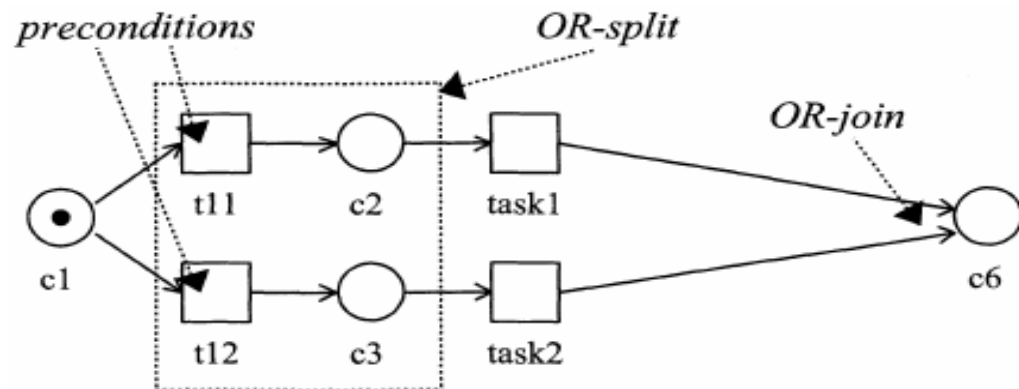 preconditions
OR-split
OR-join
t11
c2
task1
c1
c6
t12
c3
task2